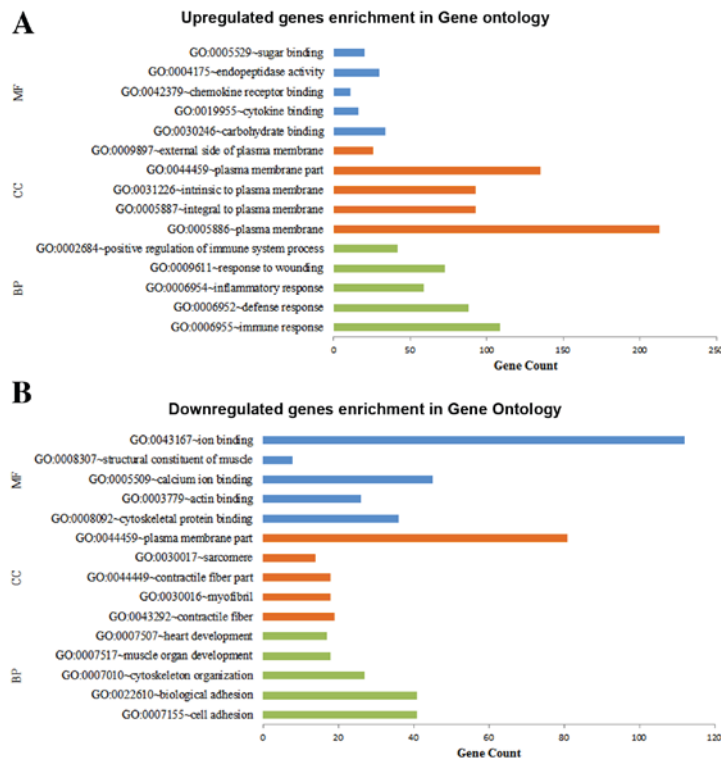 A
Upregulated genes enrichment in Gene ontology
MF
GO:0005529~sugar binding
GO:0004175~endopeptidase activity
GO:0042379~chemokine receptor binding
GO:0019955~cytokine binding
GO:0030246~carbohydrate binding
CC
GO:0009897~external side of plasma membrane
GO:0044459~plasma membrane part
GO:0031226~intrinsic to plasma membrane
GO:0005887~integral to plasma membrane
GO:0005886~plasma membrane
BP
GO:0002684~positive regulation of immune system process
GO:0009611~response to wounding
GO:0006954~inflammatory response
GO:0006952~defense response
GO:0006955~immune response
0 50 100 150 200 250
Gene Count
B
Downregulated genes enrichment in Gene Ontology
MF
GO:0043167~ion binding
GO:0008307~structural constituent of muscle
GO:0005509~calcium ion binding
GO:0003779~actin binding
GO:0008092~cytoskeletal protein binding
CC
GO:0044459~plasma membrane part
GO:0030017~sarcomere
GO:0044449~contractile fiber part
GO:0030016~myofibril
GO:0043292~contractile fiber
BP
GO:0007507~heart development
GO:0007517~muscle organ development
GO:0007010~cytoskeleton organization
GO:0022610~biological adhesion
GO:0007155~cell adhesion
0 20 40 60 80 100 120
Gene Count